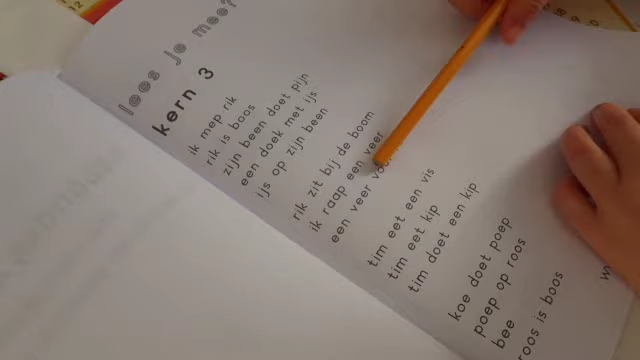 lees je mee?
kern 3
ik mep rik
rik is boos
zijn been doet pijn
een doek met ijs
ijs op zijn been
rik zit bij de boom
ik raap een veer
een veer
tim eet een vis
tim eet kip
tim doet een kip
koe doet poep
poep op roos
bee
roos is boos